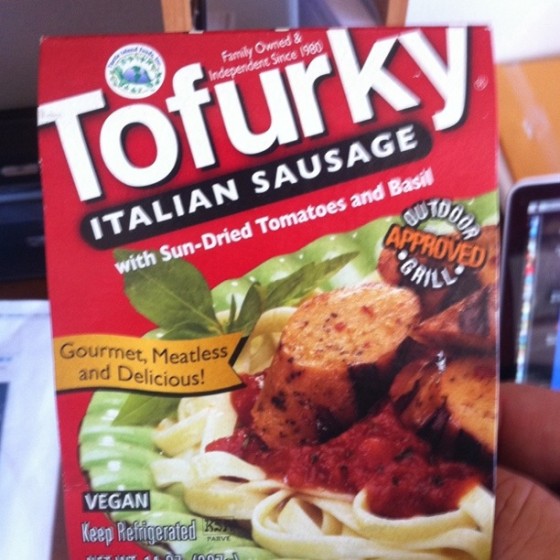 Family Owned &
Independent Since 1980
Tofurky
ITALIAN SAUSAGE
with Sun-Dried Tomatoes and Basil
OUTDOOR
APPROVED
GRILL
Gourmet, Meatless
and Delicious!
VEGAN
Keep Refrigerated
PARVE